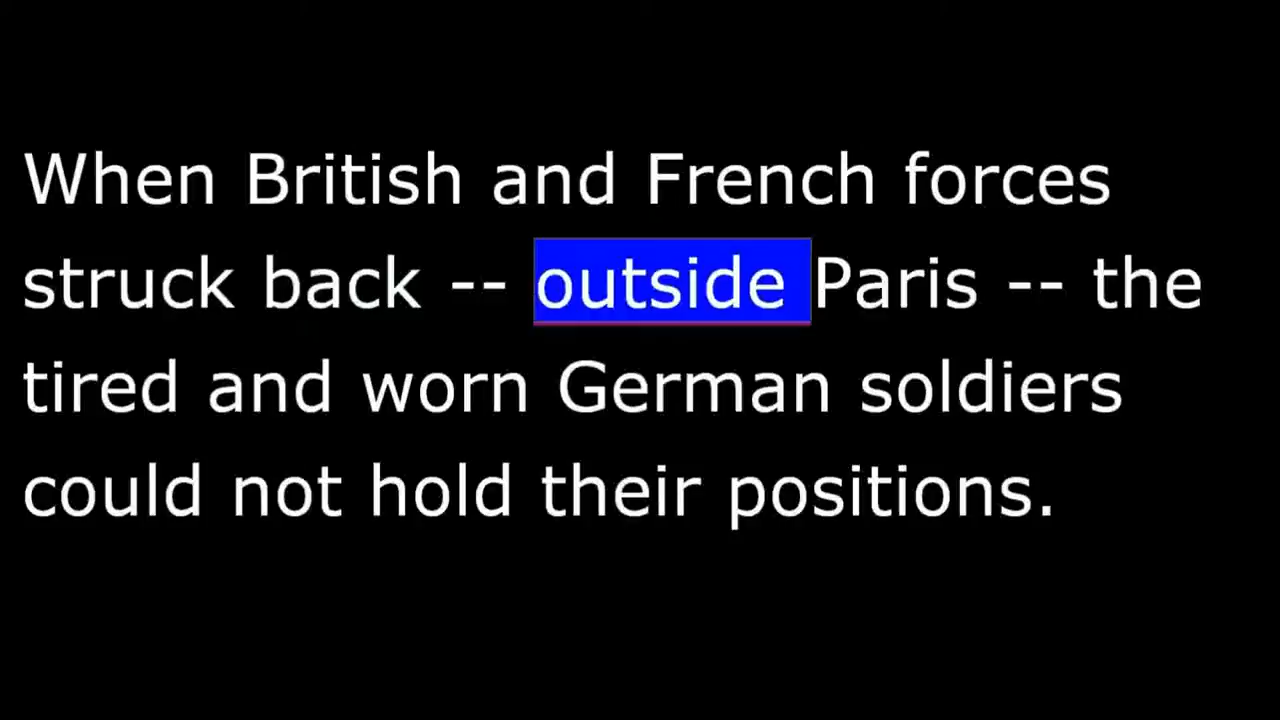 When British and French forces
struck back -- outside Paris -- the
tired and worn German soldiers
could not hold their positions.